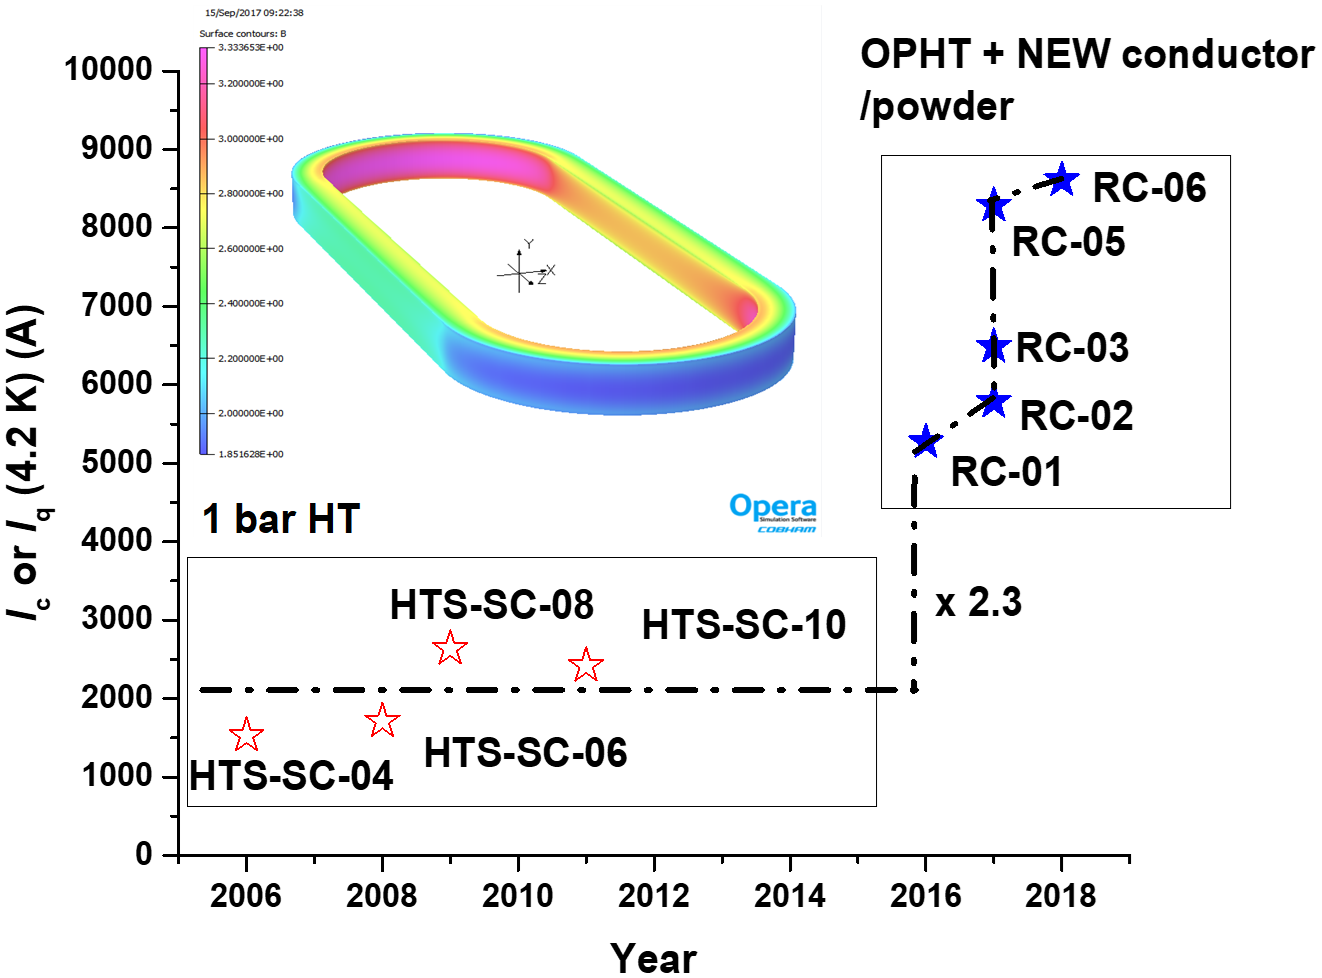 15/Sep/2017 09:22:38
Surface contours: B
3.333653E+00
3.200000E+00
3.000000E+00
2.800000E+00
2.600000E+00
2.400000E+00
2.200000E+00
2.000000E+00
1.851628E+00
Y
X
Z
Opera
Simulation Software
COBHAM
OPHT + NEW conductor
/powder
RC-06
RC-05
RC-03
RC-02
RC-01
x 2.3
1 bar HT
HTS-SC-08
HTS-SC-10
HTS-SC-06
HTS-SC-04
Ic or Iq (4.2 K) (A)
10000
9000
8000
7000
6000
5000
4000
3000
2000
1000
0
2006 2008 2010 2012 2014 2016 2018
Year